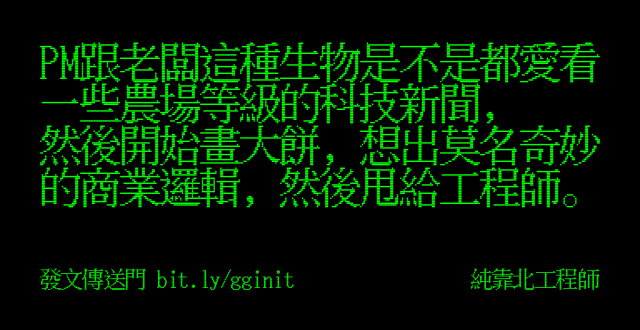 PM跟老闆這種生物是不是都愛看
一些農場等級的科技新聞，
然後開始畫大餅，想出莫名奇妙
的商業邏輯，然後甩給工程師。
發文傳送門 bit.ly/gginit
純靠北工程師